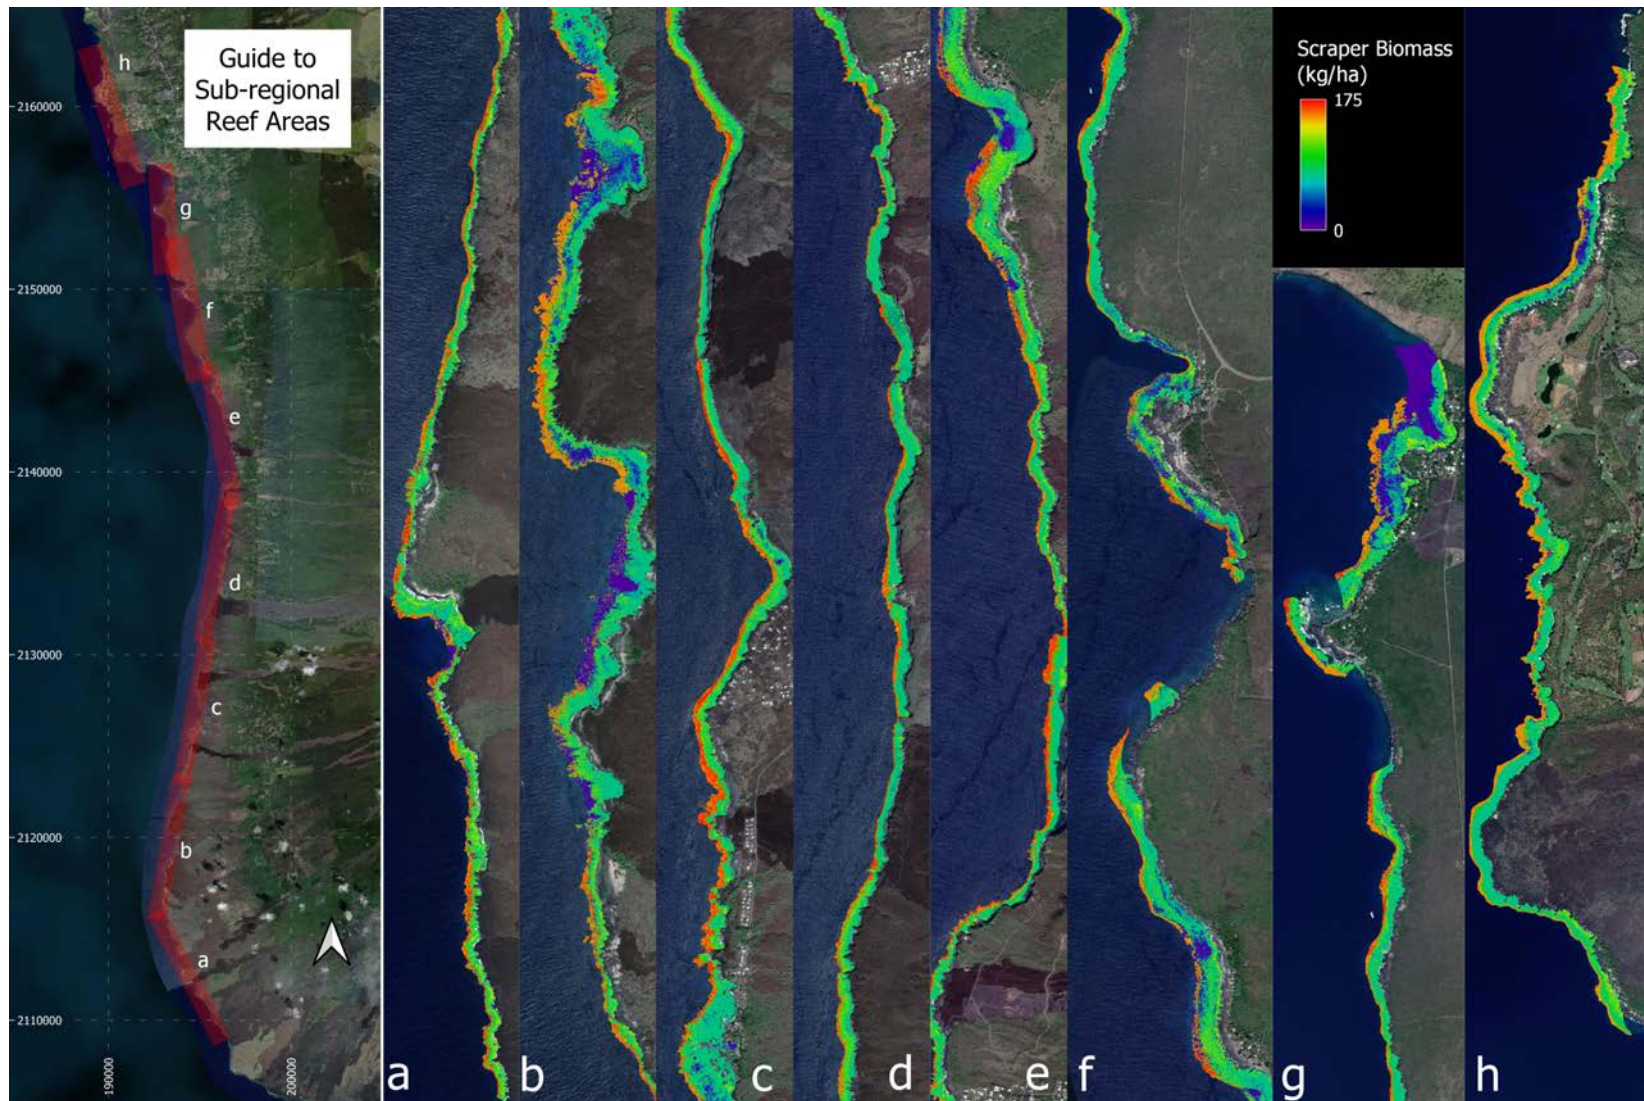 Guide to
Sub-regional
Reef Areas
h
g
f
e
d
c
b
a
2160000
2150000
2140000
2130000
2120000
2110000
190000
200000
Scraper Biomass
(kg/ha)
175
0
a
b
c
d
e
f
g
h